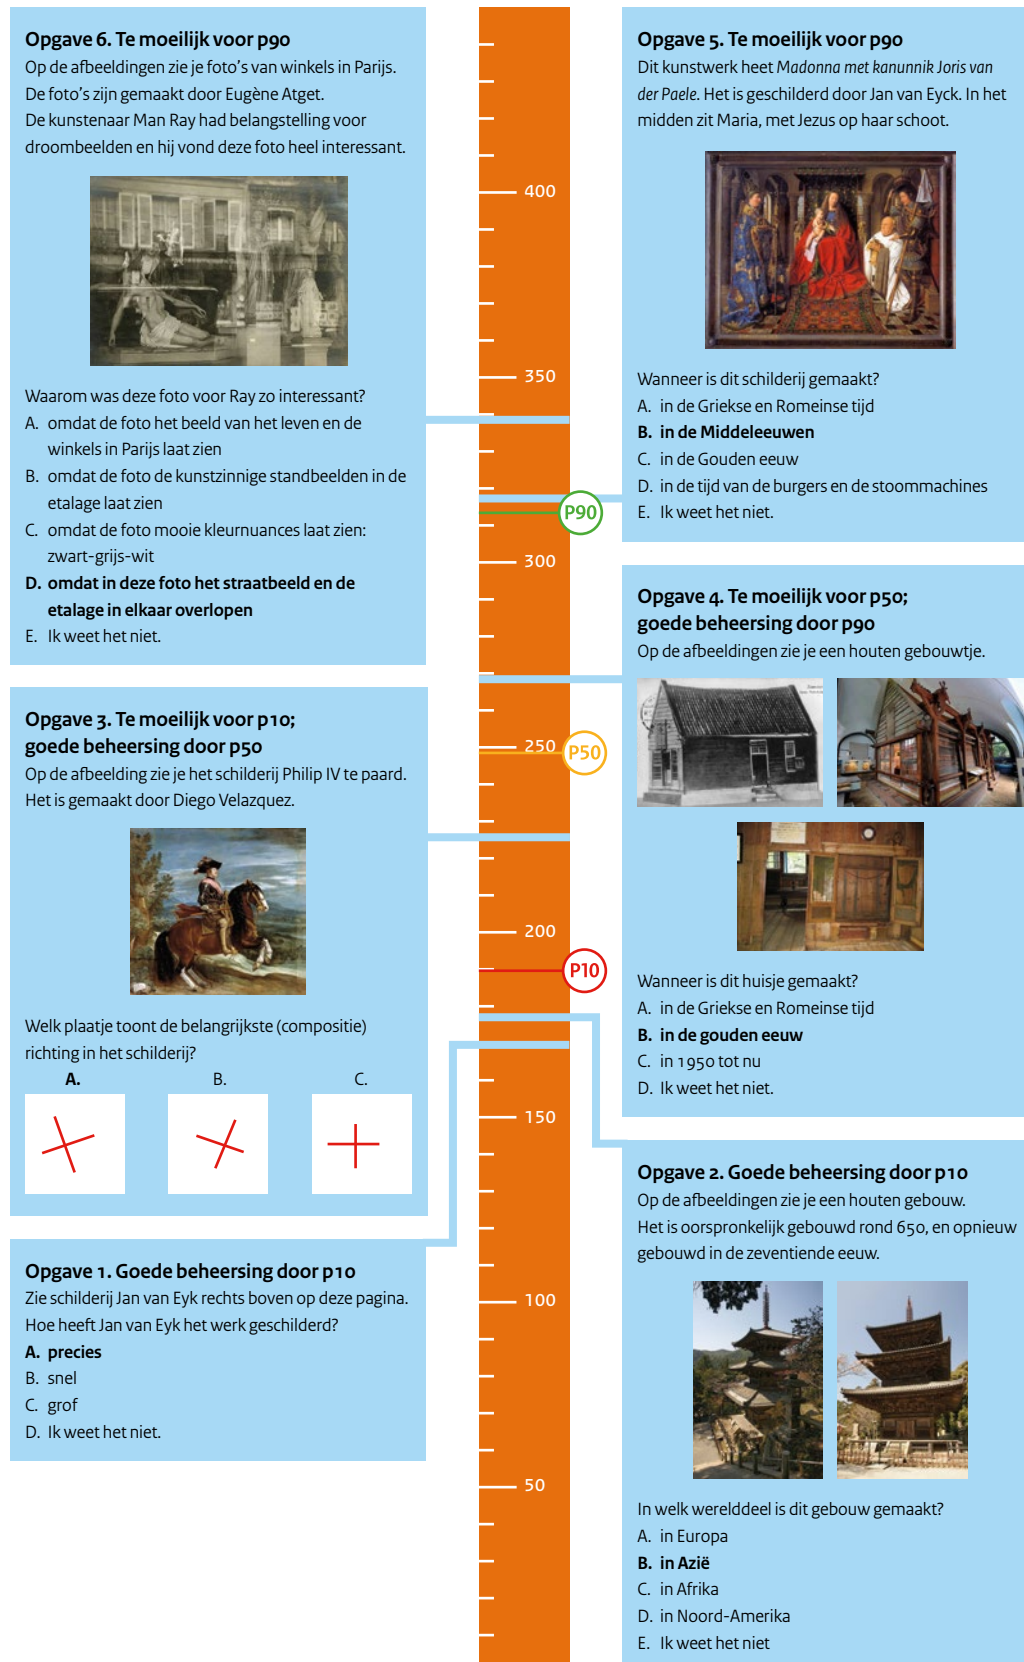 Opgave 6. Te moeilijk voor p90
Op de afbeeldingen zie je foto's van winkels in Parijs.
De foto's zijn gemaakt door Eugène Atget.
De kunstenaar Man Ray had belangstelling voor
droombeelden en hij vond deze foto heel interessant.
Waarom was deze foto voor Ray zo interessant?
A. omdat de foto het beeld van het leven en de
winkels in Parijs laat zien
B. omdat de foto de kunstzinnige standbeelden in de
etalage laat zien
C. omdat de foto mooie kleurnuances laat zien:
zwart-grijs-wit
D. omdat in deze foto het straatbeeld en de
etalage in elkaar overlopen
E. Ik weet het niet.
Opgave 3. Te moeilijk voor p10;
goede beheersing door p50
Op de afbeelding zie je het schilderij Philip IV te paard.
Het is gemaakt door Diego Velazquez.
Welk plaatje toont de belangrijkste (compositie)
richting in het schilderij?
A. B. C.
Opgave 1. Goede beheersing door p10
Zie schilderij Jan van Eyk rechts boven op deze pagina.
Hoe heeft Jan van Eyk het werk geschilderd?
A. precies
B. snel
C. grof
D. Ik weet het niet.
400
350
P90
300
250
P50
200
P10
150
100
50
Opgave 5. Te moeilijk voor p90
Dit kunstwerk heet Madonna met kanunnik Joris van
der Paele. Het is geschilderd door Jan van Eyck. In het
midden zit Maria, met Jezus op haar schoot.
Wanneer is dit schilderij gemaakt?
A. in de Griekse en Romeinse tijd
B. in de Middeleeuwen
C. in de Gouden eeuw
D. in de tijd van de burgers en de stoommachines
E. Ik weet het niet.
Opgave 4. Te moeilijk voor p50;
goede beheersing door p90
Op de afbeeldingen zie je een houten gebouwtje.
Wanneer is dit huisje gemaakt?
A. in de Griekse en Romeinse tijd
B. in de gouden eeuw
C. in 1950 tot nu
D. Ik weet het niet.
Opgave 2. Goede beheersing door p10
Op de afbeeldingen zie je een houten gebouw.
Het is oorspronkelijk gebouwd rond 650, en opnieuw
gebouwd in de zeventiende eeuw.
In welk werelddeel is dit gebouw gemaakt?
A. in Europa
B. in Azië
C. in Afrika
D. in Noord-Amerika
E. Ik weet het niet